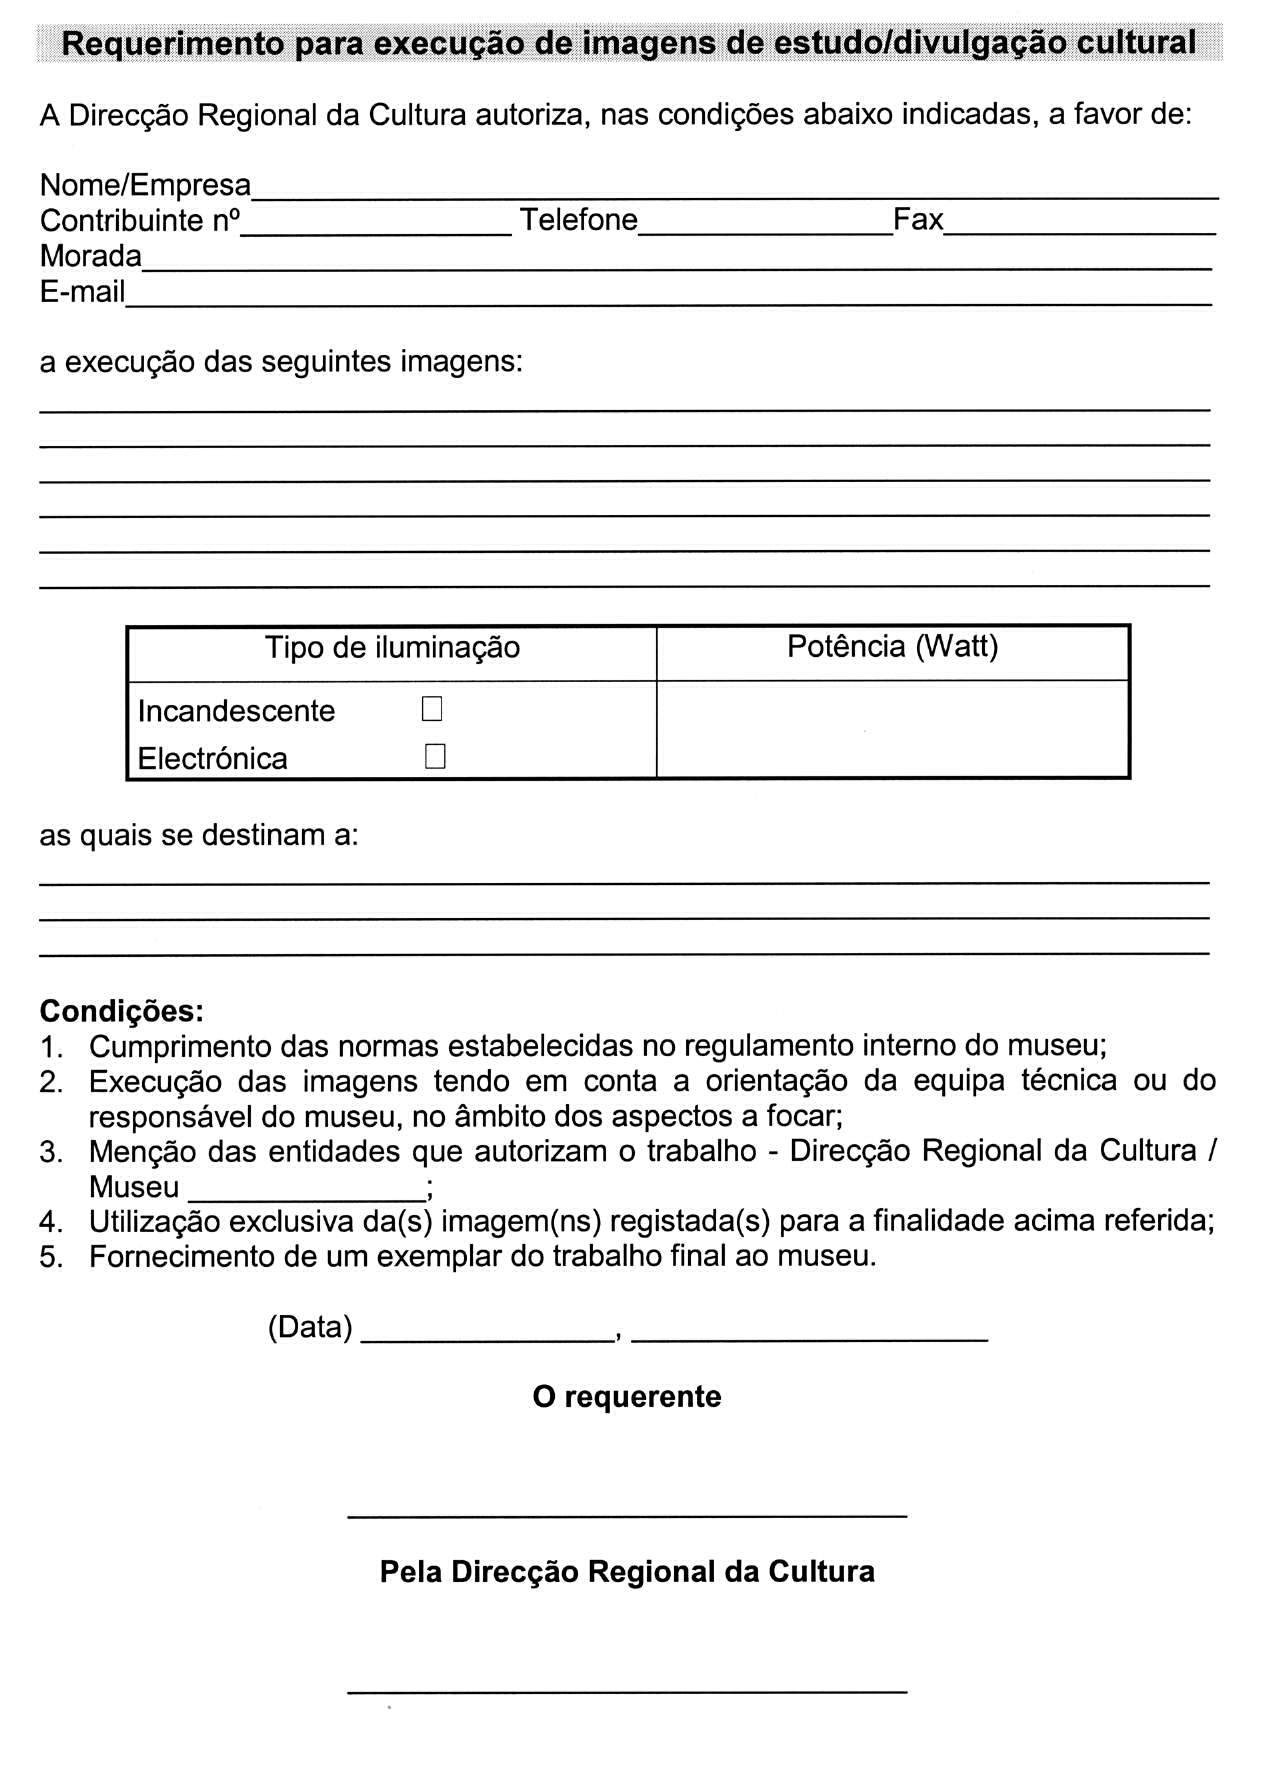 Requerimento para execução de imagens de estudo/divulgação cultural
A Direcção Regional da Cultura autoriza, nas condições abaixo indicadas, a favor de:
Nome/Empresa
Contribuinte nº Telefone Fax
Morada
E-mail
a execução das seguintes imagens:
Tipo de iluminação Potência (Watt)
Incandescente
Electrónica
as quais se destinam a:
Condições:
1. Cumprimento das normas estabelecidas no regulamento interno do museu;
2. Execução das imagens tendo em conta a orientação da equipa técnica ou do
responsável do museu, no âmbito dos aspectos a focar;
3. Menção das entidades que autorizam o trabalho - Direcção Regional da Cultura /
Museu ______________;
4. Utilização exclusiva da(s) imagem(ns) registada(s) para a finalidade acima referida;
5. Fornecimento de um exemplar do trabalho final ao museu.
(Data) _______________, _____________________
O requerente
Pela Direcção Regional da Cultura